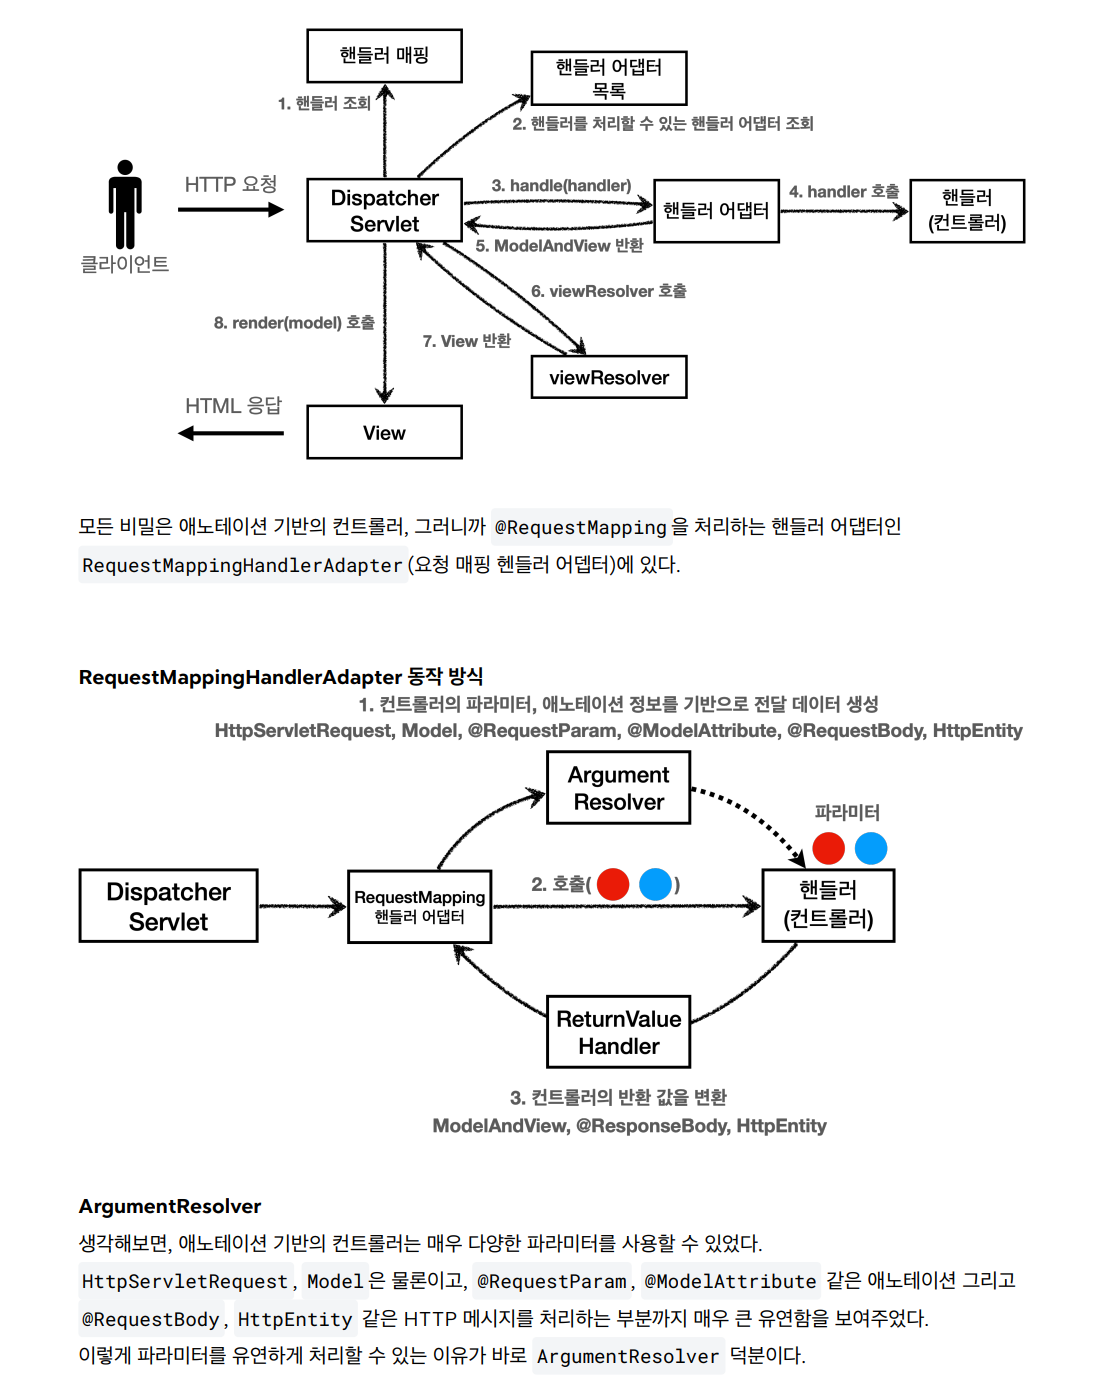 핸들러 매핑
핸들러 어댑터
목록
1. 핸들러 조회
2. 핸들러를 처리할 수 있는 핸들러 어댑터 조회
HTTP 요청
Dispatcher
Servlet
3. handle(handler)
핸들러 어댑터
4. handler 호출
핸들러
(컨트롤러)
5. ModelAndView 반환
클라이언트
6. viewResolver 호출
8. render(model) 호출
7. View 반환
viewResolver
HTML 응답
View
모든 비밀은 애노테이션 기반의 컨트롤러, 그러니까 @RequestMapping 을 처리하는 핸들러 어댑터인
RequestMappingHandlerAdapter (요청 매핑 헨들러 어뎁터)에 있다.
RequestMappingHandlerAdapter 동작 방식
1. 컨트롤러의 파라미터, 애노테이션 정보를 기반으로 전달 데이터 생성
HttpServletRequest, Model, @RequestParam, @ModelAttribute, @RequestBody, HttpEntity
Argument
Resolver
파라미터
Dispatcher
Servlet
RequestMapping
핸들러 어댑터
2. 호출( )
핸들러
(컨트롤러)
ReturnValue
Handler
3. 컨트롤러의 반환 값을 변환
ModelAndView, @ResponseBody, HttpEntity
ArgumentResolver
생각해보면, 애노테이션 기반의 컨트롤러는 매우 다양한 파라미터를 사용할 수 있었다.
HttpServletRequest , Model 은 물론이고, @RequestParam , @ModelAttribute 같은 애노테이션 그리고
@RequestBody , HttpEntity 같은 HTTP 메시지를 처리하는 부분까지 매우 큰 유연함을 보여주었다.
이렇게 파라미터를 유연하게 처리할 수 있는 이유가 바로 ArgumentResolver 덕분이다.